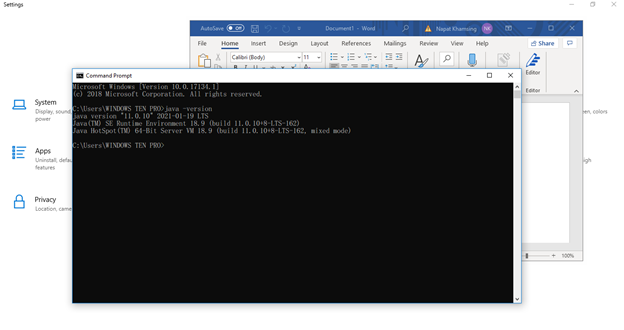 Settings
AutoSave Off
Document1 - Word
Napat Khamsing
NK
File Home Insert Design Layout References Mailings Review View Help
Share
Calibri (Body) 11
Editor
Editor
Command Prompt
Microsoft Windows [Version 10.0.17134.1]
(c) 2018 Microsoft Corporation. All rights reserved.
C:\Users\WINDOWS TEN PRO>java -version
java version "11.0.10" 2021-01-19 LTS
Java(TM) SE Runtime Environment 18.9 (build 11.0.10+8-LTS-162)
Java HotSpot(TM) 64-Bit Server VM 18.9 (build 11.0.10+8-LTS-162, mixed mode)
C:\Users\WINDOWS TEN PRO>
System
Display, sound
power
Apps
Uninstall, defau
features
Privacy
Location, came
een, colors
igh
100%